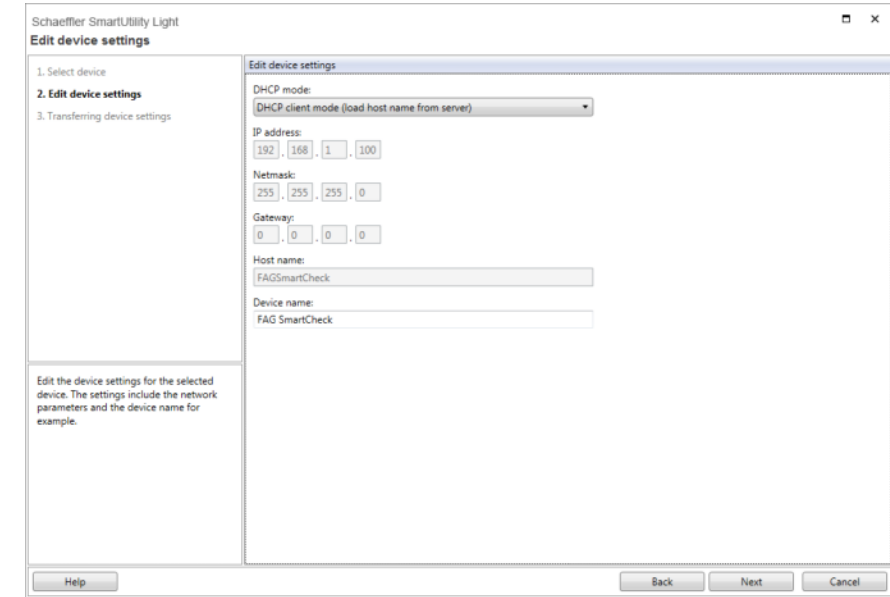 Schaeffler SmartUtility Light
Edit device settings
1. Select device
2. Edit device settings
3. Transferring device settings
Edit the device settings for the selected
device. The settings include the network
parameters and the device name for
example.
Edit device settings
DHCP mode:
DHCP client mode (load host name from server)
IP address:
192 . 168 . 1 . 100
Netmask:
255 . 255 . 255 . 0
Gateway:
0 . 0 . 0 . 0
Host name:
FAGSmartCheck
Device name:
FAG SmartCheck
Help
Back
Next
Cancel